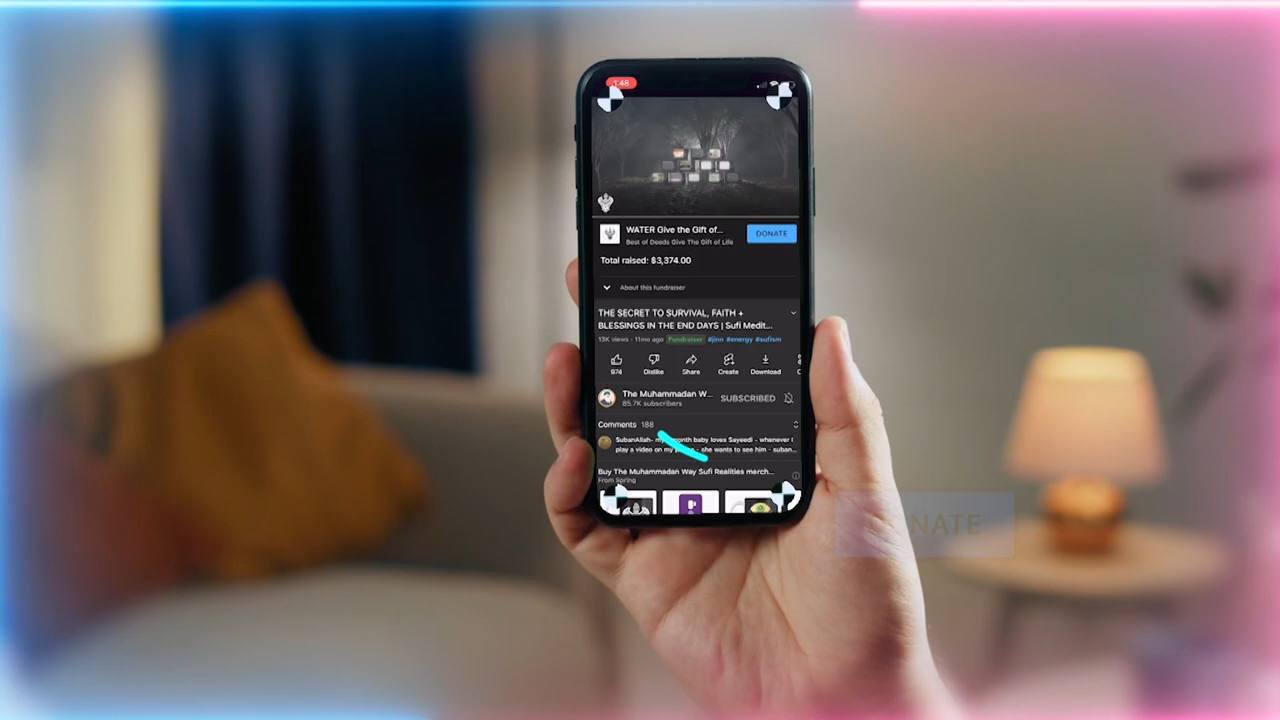 1:48
WATER Give the Gift of...
Best of Deeds Give The Gift of Life
DONATE
Total raised: $3,374.00
About this fundraiser
THE SECRET TO SURVIVAL, FAITH +
BLESSINGS IN THE END DAYS | Sufi Medit...
13K views · 11mo ago Fundraiser #jinn #energy #sufism
974 Dislike Share Create Download
The Muhammadan W...
85.7K subscribers
SUBSCRIBED
Comments 188
SubanAllah- my month baby loves Sayeedi - whenever I
play a video on my - she wants to see him - suban...
Buy The Muhammadan Way Sufi Realities merch...
From Spring
NATE